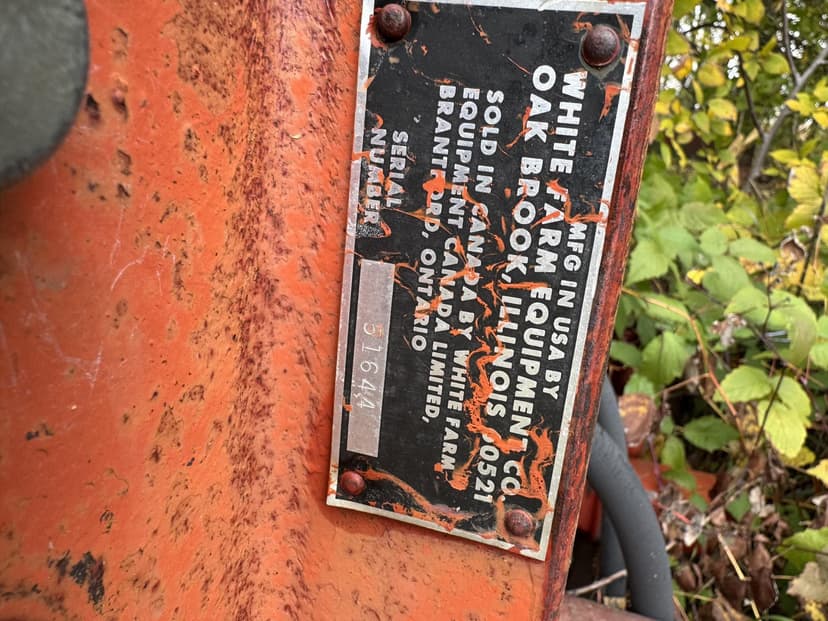 MFG IN USA BY
WHITE FARM EQUIPMENT CO
OAK BROOK, ILLINOIS 60521
SOLD IN CANADA BY WHITE FARM
EQUIPMENT CANADA LIMITED,
BRANTFORD, ONTARIO
SERIAL
NUMBER
51644